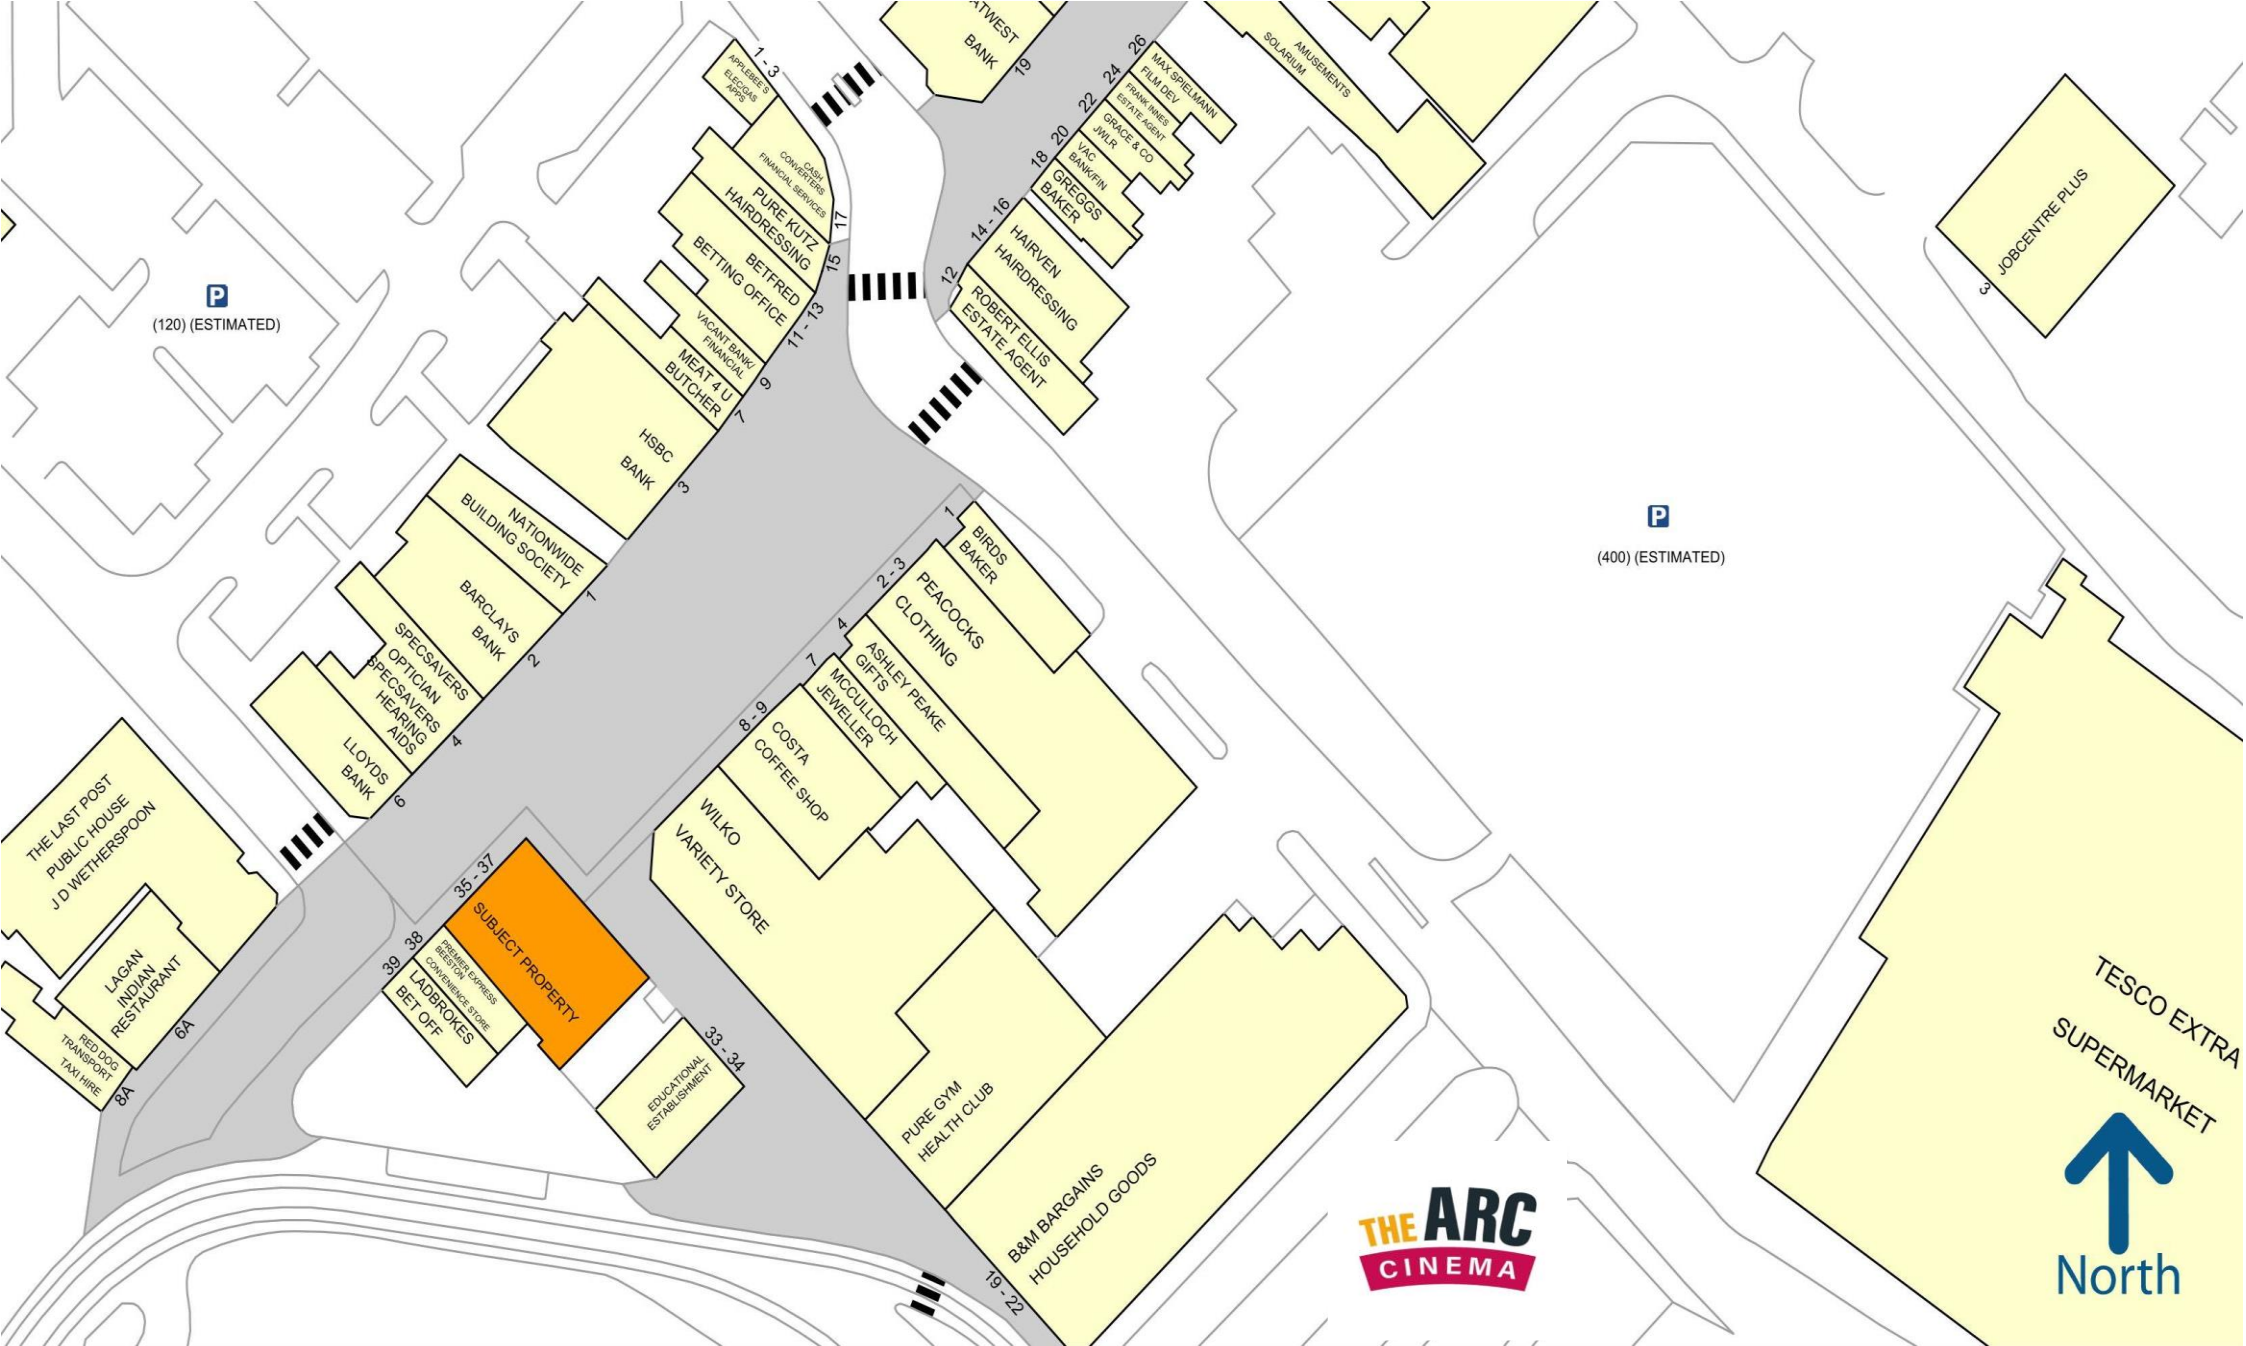 1 - 3
APPLEBEE'S
ELEC/GAS
APPS
CASH
CONVERTERS
FINANCIAL SERVICES
17
PURE KUTZ
HAIRDRESSING
15
BETFRED
BETTING OFFICE
11 - 13
VACANT BANK/
FINANCIAL
9
MEAT 4 U
BUTCHER
7
HSBC
BANK
3
NATIONWIDE
BUILDING SOCIETY
1
BARCLAYS
BANK
2
SPECSAVERS
OPTICIAN
SPECSAVERS
HEARING
AIDS
4
LLOYDS
BANK
6
P
(120) (ESTIMATED)
ATWEST
BANK
19
26
MAX SPIELMANN
FILM DEV
24
FRANK INNES
ESTATE AGENT
22
GRACE & CO
JWLR
20
VAC
BANK/FIN
18
GREGGS
BAKER
14 - 16
HAIRVEN
HAIRDRESSING
12
ROBERT ELLIS
ESTATE AGENT
AMUSEMENTS
SOLARIUM
JOBCENTRE PLUS
3
P
(400) (ESTIMATED)
1
BIRDS
BAKER
2 - 3
PEACOCKS
CLOTHING
4
ASHLEY PEAKE
GIFTS
7
MCCULLOCH
JEWELLER
8 - 9
COSTA
COFFEE SHOP
WILKO
VARIETY STORE
THE LAST POST
PUBLIC HOUSE
J D WETHERSPOON
LAGAN
INDIAN
RESTAURANT
6A
RED DOG
TRANSPORT
TAXI HIRE
8A
35 - 37
SUBJECT PROPERTY
38
PREMIER EXPRESS
BEESTON
CONVENIENCE STORE
39
LADBROKES
BET OFF
33 - 34
EDUCATIONAL
ESTABLISHMENT
PURE GYM
HEALTH CLUB
B&M BARGAINS
HOUSEHOLD GOODS
19 - 22
THE ARC
CINEMA
TESCO EXTRA
SUPERMARKET
North